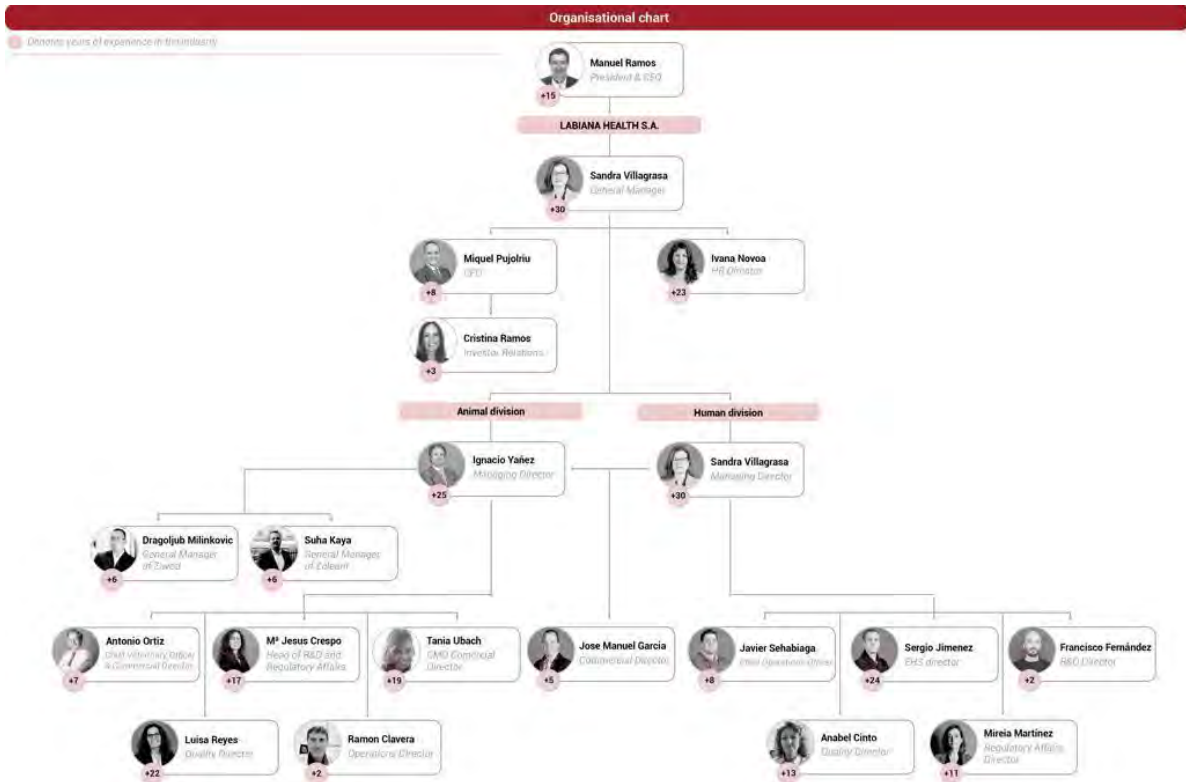 Organisational chart
Denotes years of experience in the industry
Manuel Ramos
President & CEO
+15
LABIANA HEALTH S.A.
Sandra Villagrasa
General Manager
+30
Miquel Pujolriu
CFO
+8
Ivana Novoa
HR Director
+23
Cristina Ramos
Investor Relations
+3
Animal division
Human division
Ignacio Yañez
Managing Director
+25
Sandra Villagrasa
Managing Director
+30
Dragoljub Milinkovic
General Manager
of
+6
Suha Kaya
General Manager
of
+6
Antonio Ortiz
Chief Veterinary Officer
& Commercial Director
+7
Mª Jesus Crespo
Head of R&D and
Regulatory Affairs
+17
Tania Ubach
Comercial
Director
+19
Jose Manuel Garcia
Commercial Director
+5
Javier Sehabiaga
Chief Operations Officer
+8
Sergio Jimenez
EHS director
+24
Francisco Fernández
R&D Director
+2
Luisa Reyes
Quality Director
+22
Ramon Clavera
Operations Director
+2
Anabel Cinto
Quality Director
+13
Mireia Martínez
Regulatory Affairs
Director
+11